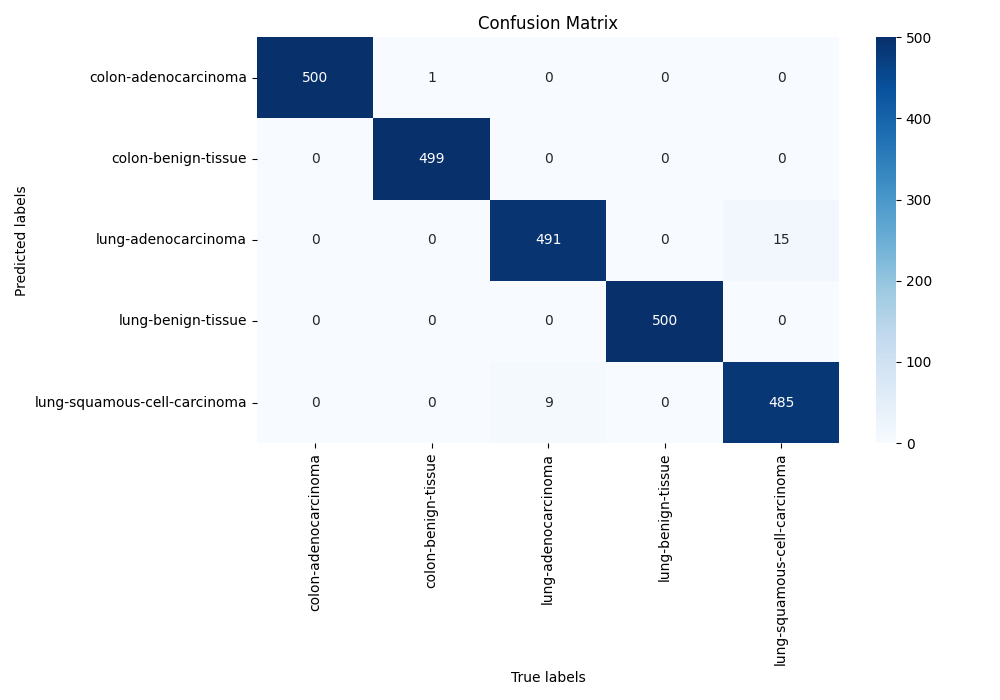 Confusion Matrix
Predicted labels
colon-adenocarcinoma 500 1 0 0 0
colon-benign-tissue 0 499 0 0 0
lung-adenocarcinoma 0 0 491 0 15
lung-benign-tissue 0 0 0 500 0
lung-squamous-cell-carcinoma 0 0 9 0 485
colon-adenocarcinoma
colon-benign-tissue
lung-adenocarcinoma
lung-benign-tissue
lung-squamous-cell-carcinoma
True labels
500
400
300
200
100
0